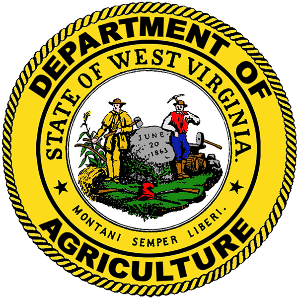 DEPARTMENT OF
STATE OF WEST VIRGINIA.
JUNE
20
1863
MONTANI SEMPER LIBERI.
AGRICULTURE